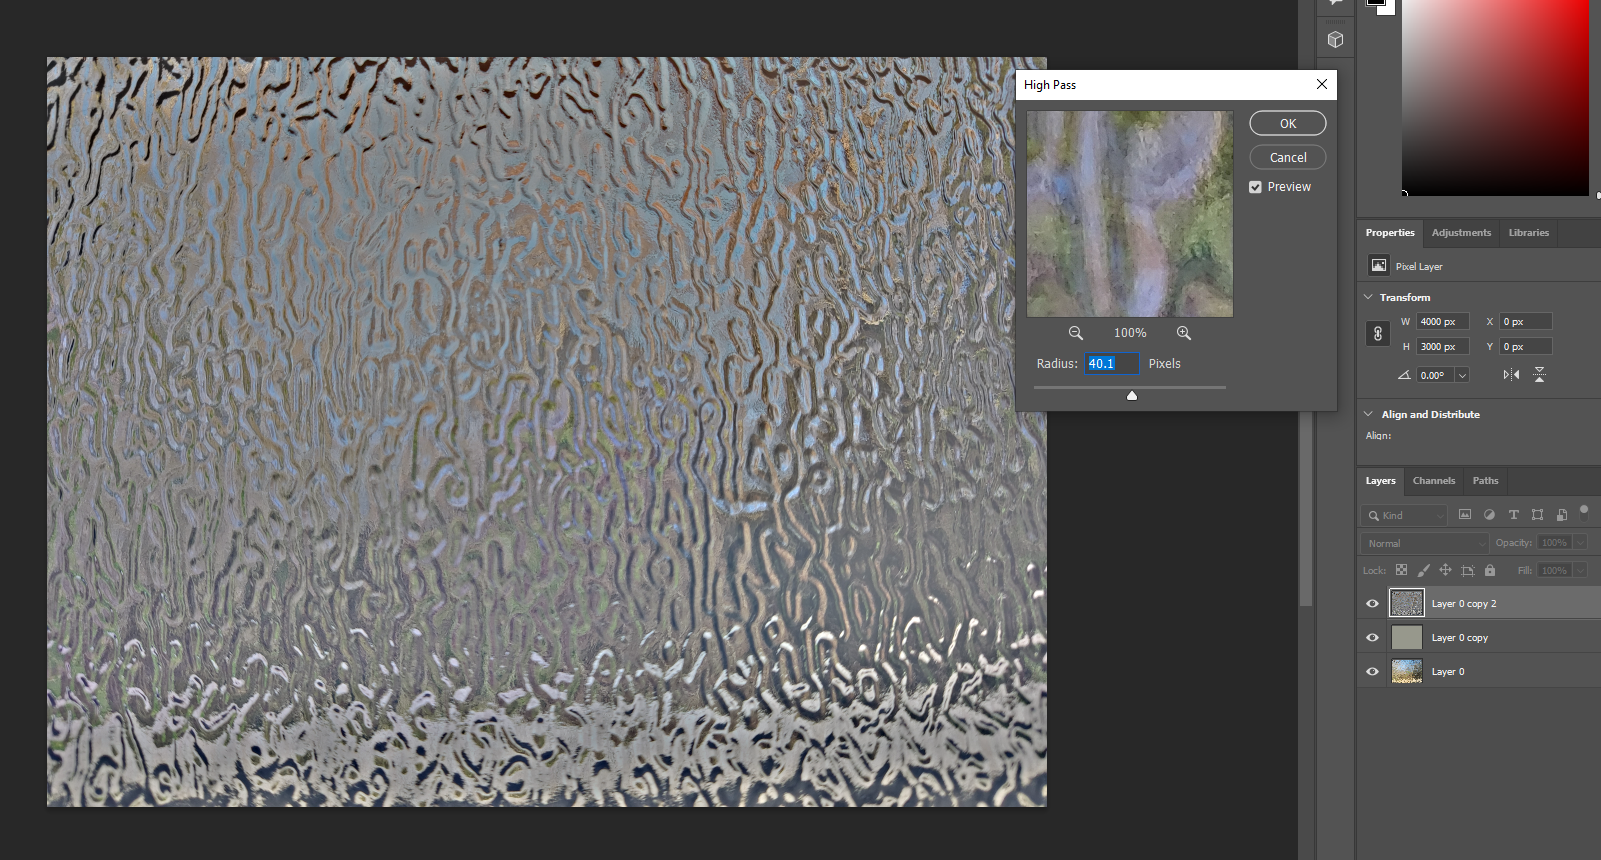 High Pass
OK
Cancel
Preview
100%
Radius: 40.1 Pixels
Properties Adjustments Libraries
Pixel Layer
Transform
W 4000 px X 0 px
H 3000 px Y 0 px
0.00°
Align and Distribute
Align:
Layers Channels Paths
Kind
Normal Opacity: 100%
Lock: Fill: 100%
Layer 0 copy 2
Layer 0 copy
Layer 0